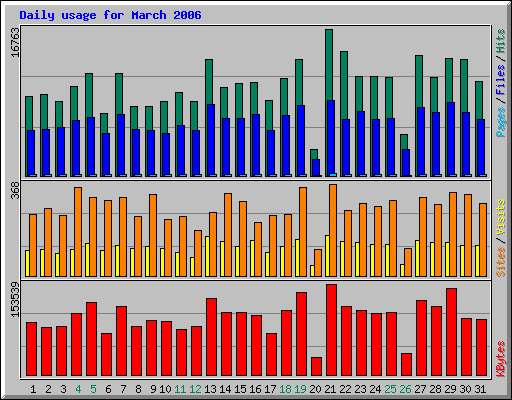 Daily usage for March 2006
16763
Pages / Files / Hits
368
Sites / Visits
153539
KBytes
1 2 3 4 5 6 7 8 9 10 11 12 13 14 15 16 17 18 19 20 21 22 23 24 25 26 27 28 29 30 31